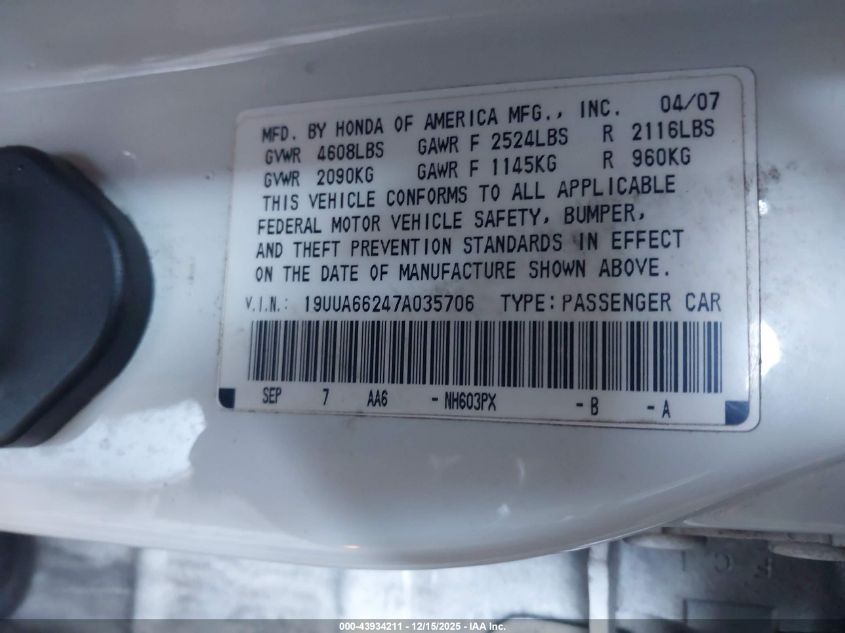 MFD. BY HONDA OF AMERICA MFG., INC. 04/07
GVWR 4608LBS GAWR F 2524LBS R 2116LBS
GVWR 2090KG GAWR F 1145KG R 960KG
THIS VEHICLE CONFORMS TO ALL APPLICABLE
FEDERAL MOTOR VEHICLE SAFETY, BUMPER,
AND THEFT PREVENTION STANDARDS IN EFFECT
ON THE DATE OF MANUFACTURE SHOWN ABOVE.
V.I.N.: 19UUA66247A035706 TYPE: PASSENGER CAR
SEP 7 AA6 - NH603PX - B - A
000-43934211 - 12/15/2025 - IAA Inc.